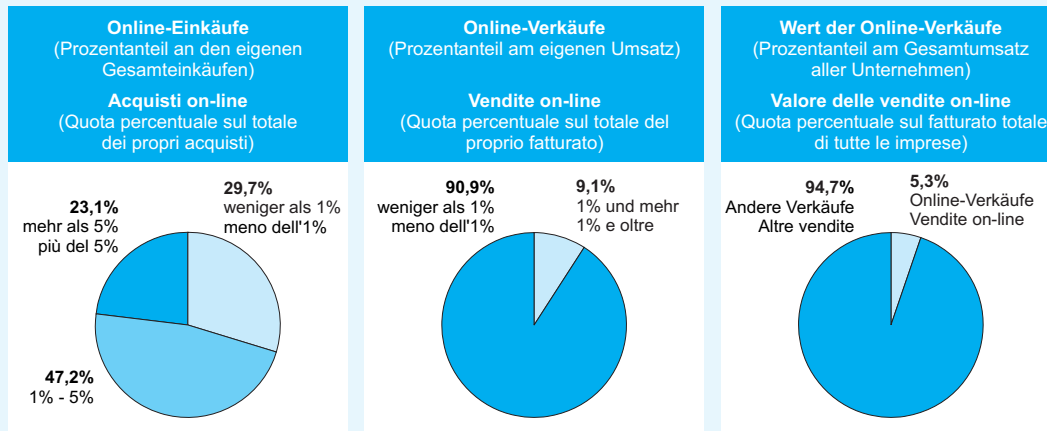 Online-Einkäufe
(Prozentanteil an den eigenen
Gesamteinkäufen)
Acquisti on-line
(Quota percentuale sul totale
dei propri acquisti)
29,7%
weniger als 1%
meno dell'1%
23,1%
mehr als 5%
più del 5%
47,2%
1% - 5%
Online-Verkäufe
(Prozentanteil am eigenen Umsatz)
Vendite on-line
(Quota percentuale sul totale del
proprio fatturato)
90,9%
weniger als 1%
meno dell'1%
9,1%
1% und mehr
1% e oltre
Wert der Online-Verkäufe
(Prozentanteil am Gesamtumsatz
aller Unternehmen)
Valore delle vendite on-line
(Quota percentuale sul fatturato totale
di tutte le imprese)
94,7%
Andere Verkäufe
Altre vendite
5,3%
Online-Verkäufe
Vendite on-line